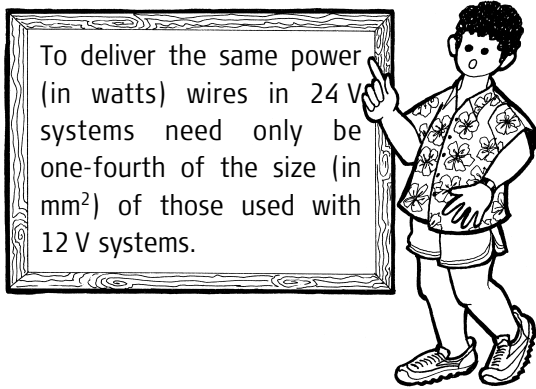 To deliver the same power
(in watts) wires in 24 V
systems need only be
one-fourth of the size (in
mm²) of those used with
12 V systems.